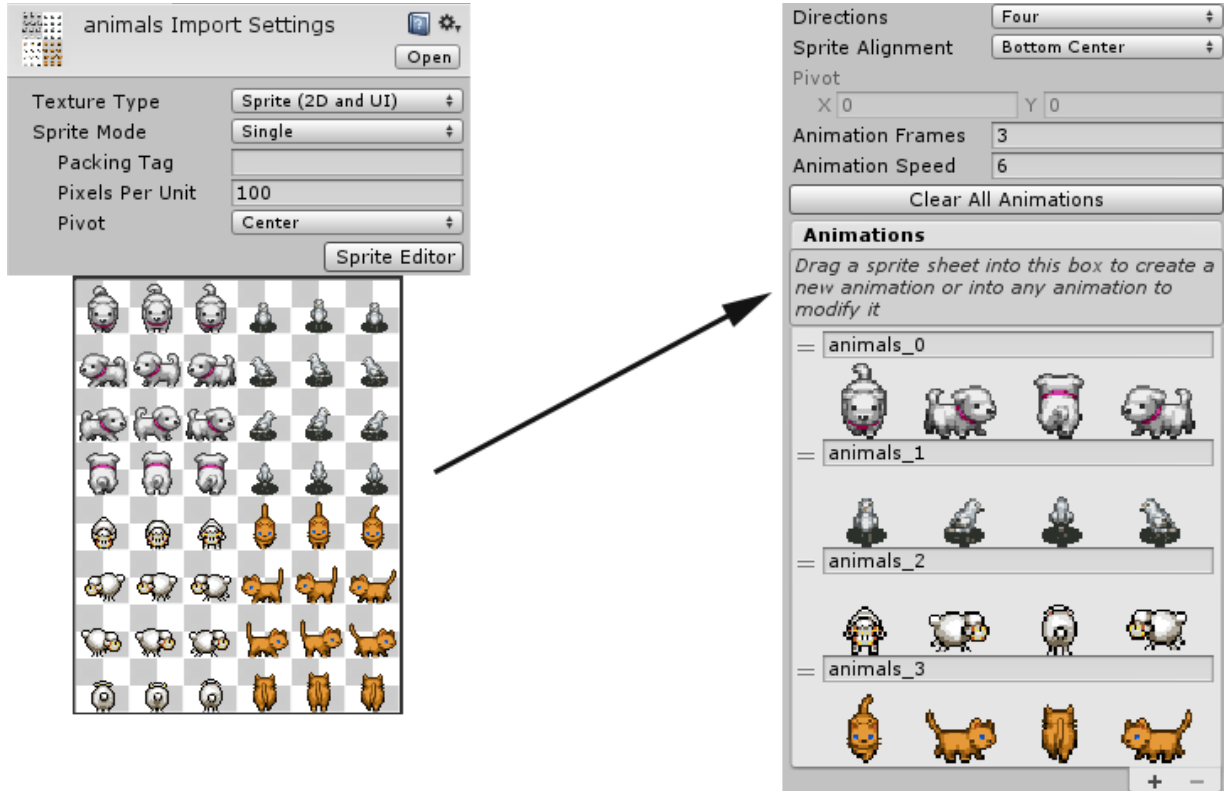 animals Import Settings
Open
Texture Type Sprite (2D and UI)
Sprite Mode Single
Packing Tag
Pixels Per Unit 100
Pivot Center
Sprite Editor
Directions Four
Sprite Alignment Bottom Center
Pivot
X 0 Y 0
Animation Frames 3
Animation Speed 6
Clear All Animations
Animations
Drag a sprite sheet into this box to create a
new animation or into any animation to
modify it
animals_0
animals_1
animals_2
animals_3